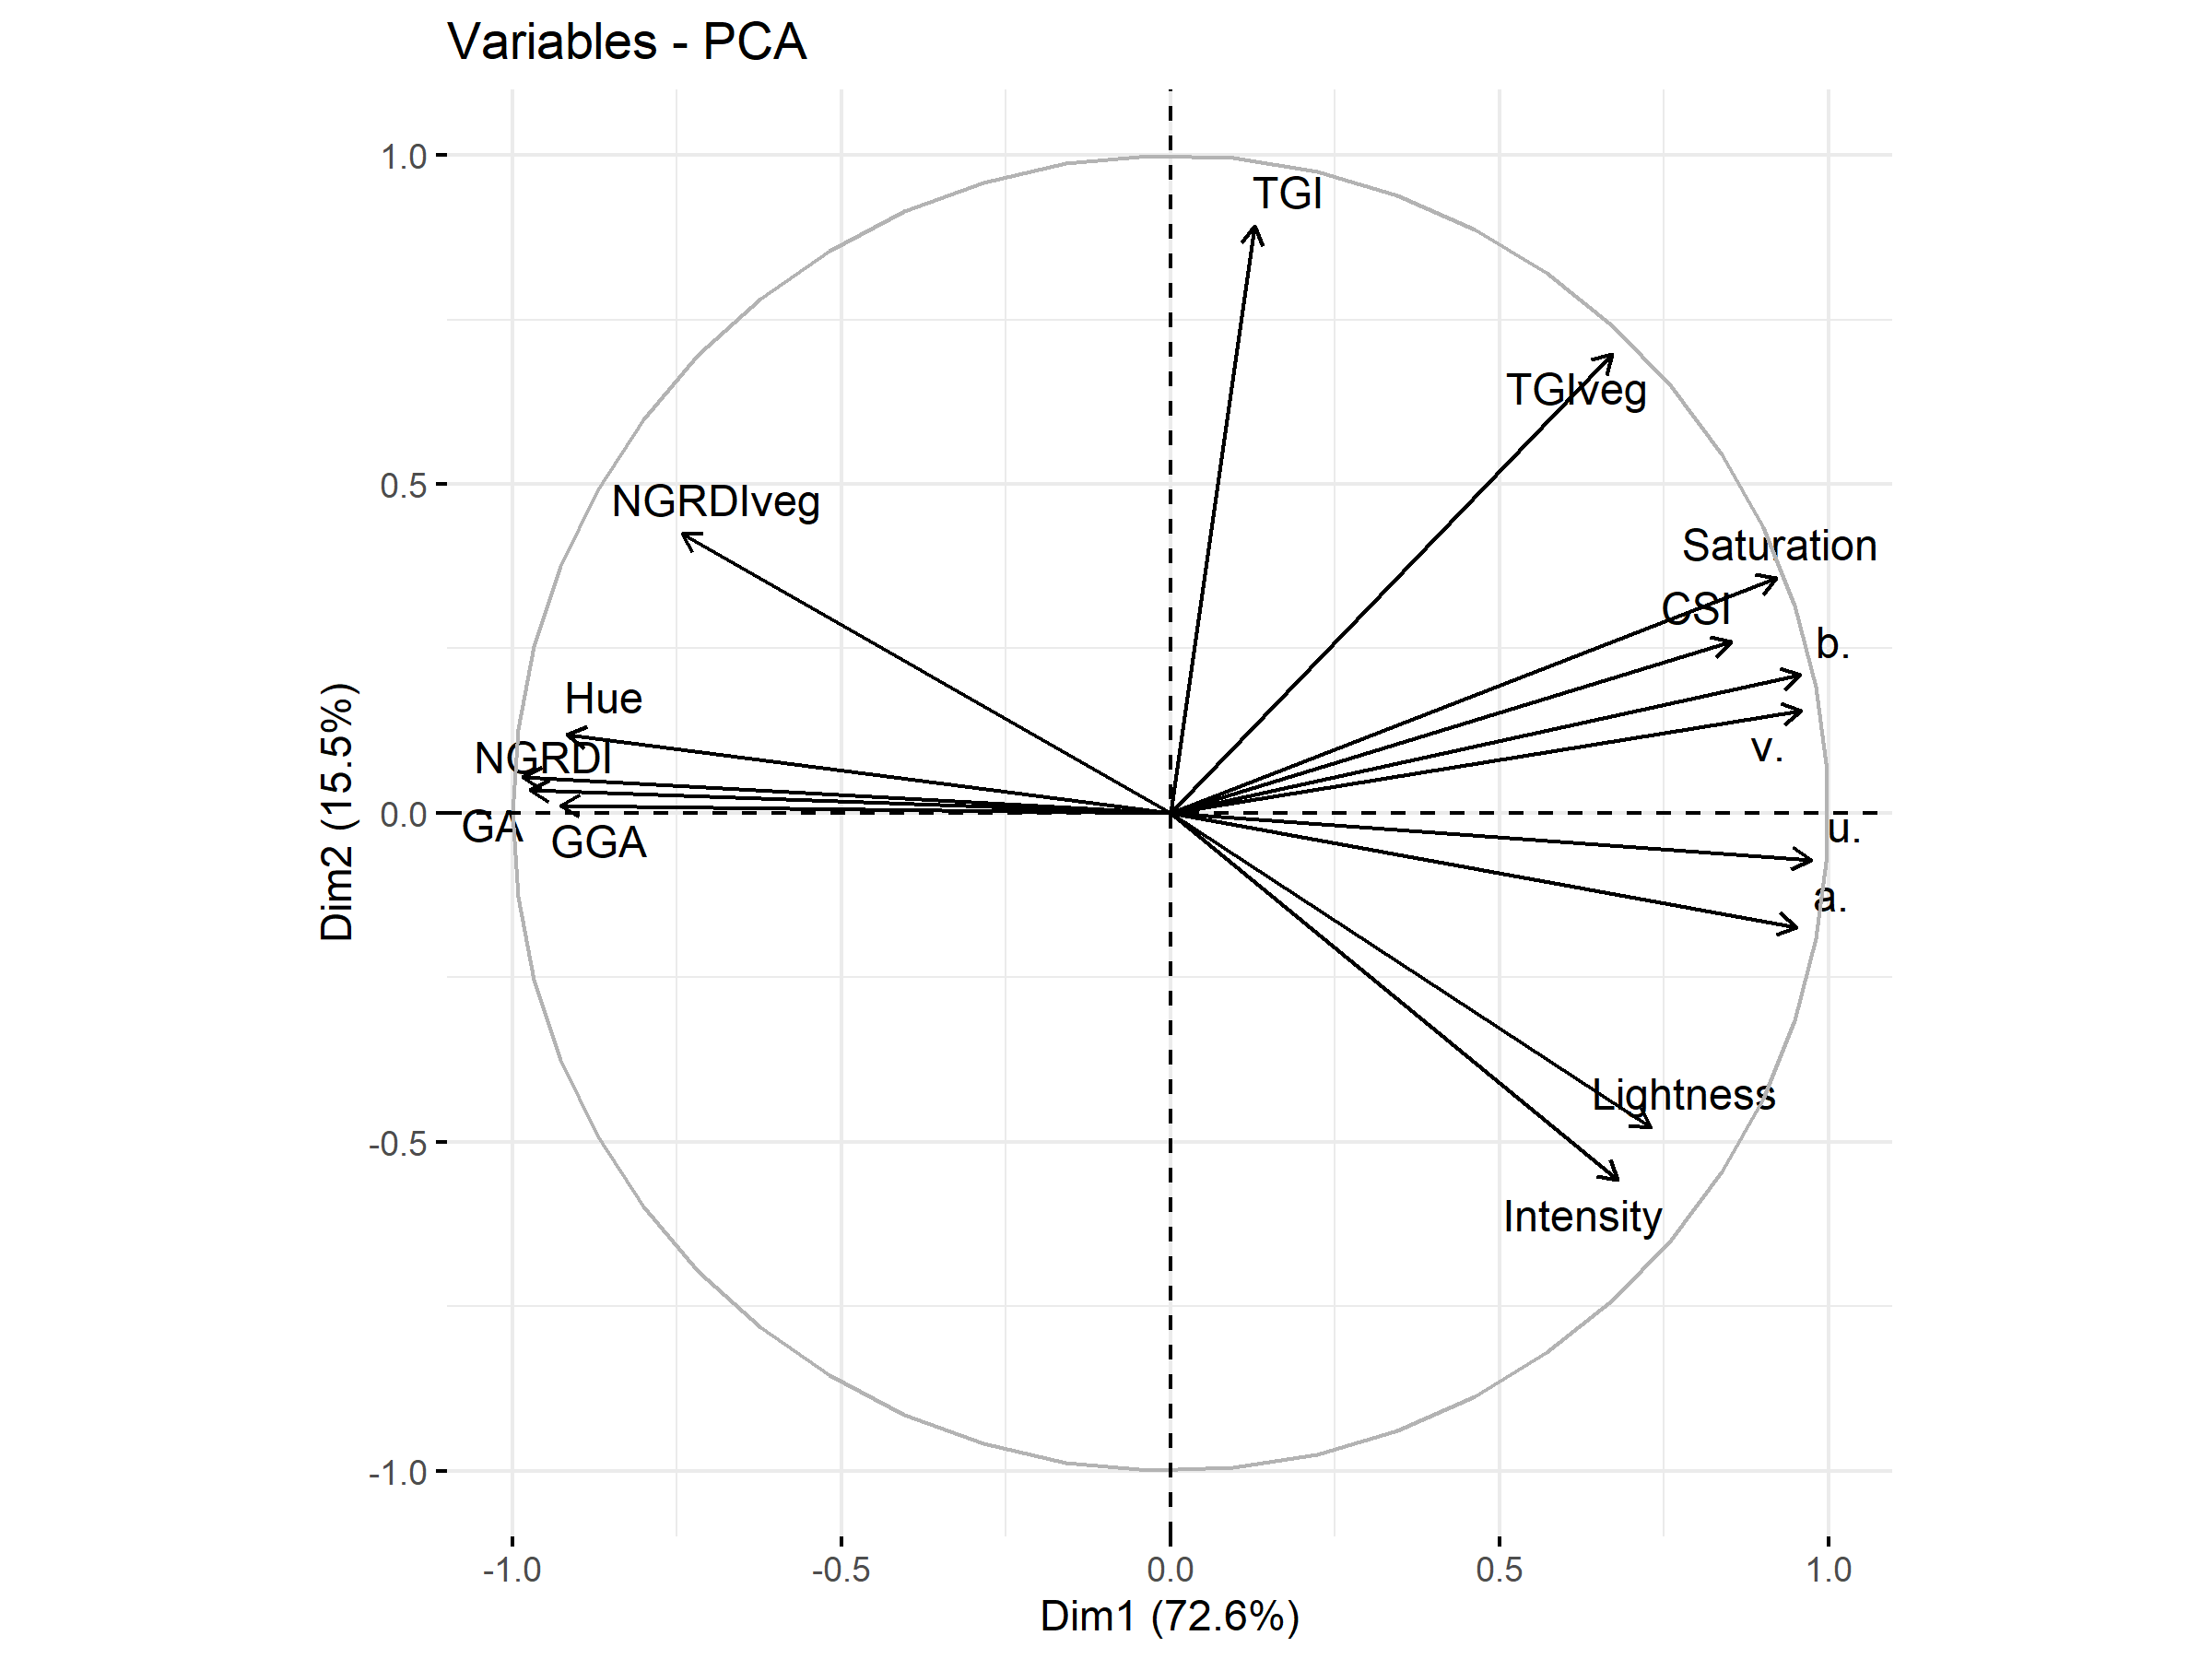 Variables - PCA
1.0
TGI
TGIveg
0.5
NGRDIveg
Saturation
CSI
b.
Hue
v.
NGRDI
0.0
GA
GGA
u.
a.
Lightness
-0.5
Intensity
-1.0
Dim2 (15.5%)
-1.0
-0.5
0.0
0.5
1.0
Dim1 (72.6%)